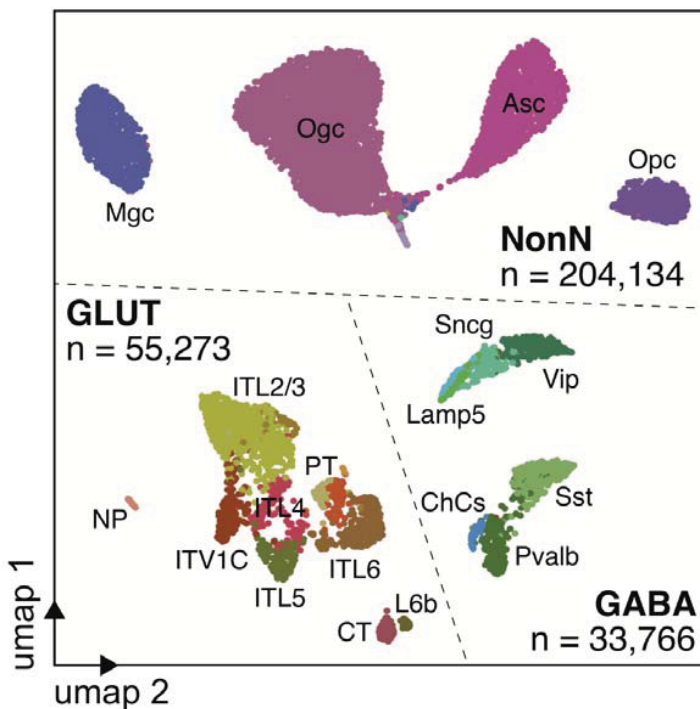 Ogc
Asc
Mgc
Opc
NonN
n = 204,134
GLUT
n = 55,273
Sncg
Vip
Lamp5
ITL2/3
PT
NP
ITL4
ITV1C
ITL5
ITL6
ChCs
Sst
Pvalb
L6b
CT
GABA
n = 33,766
umap 1
umap 2